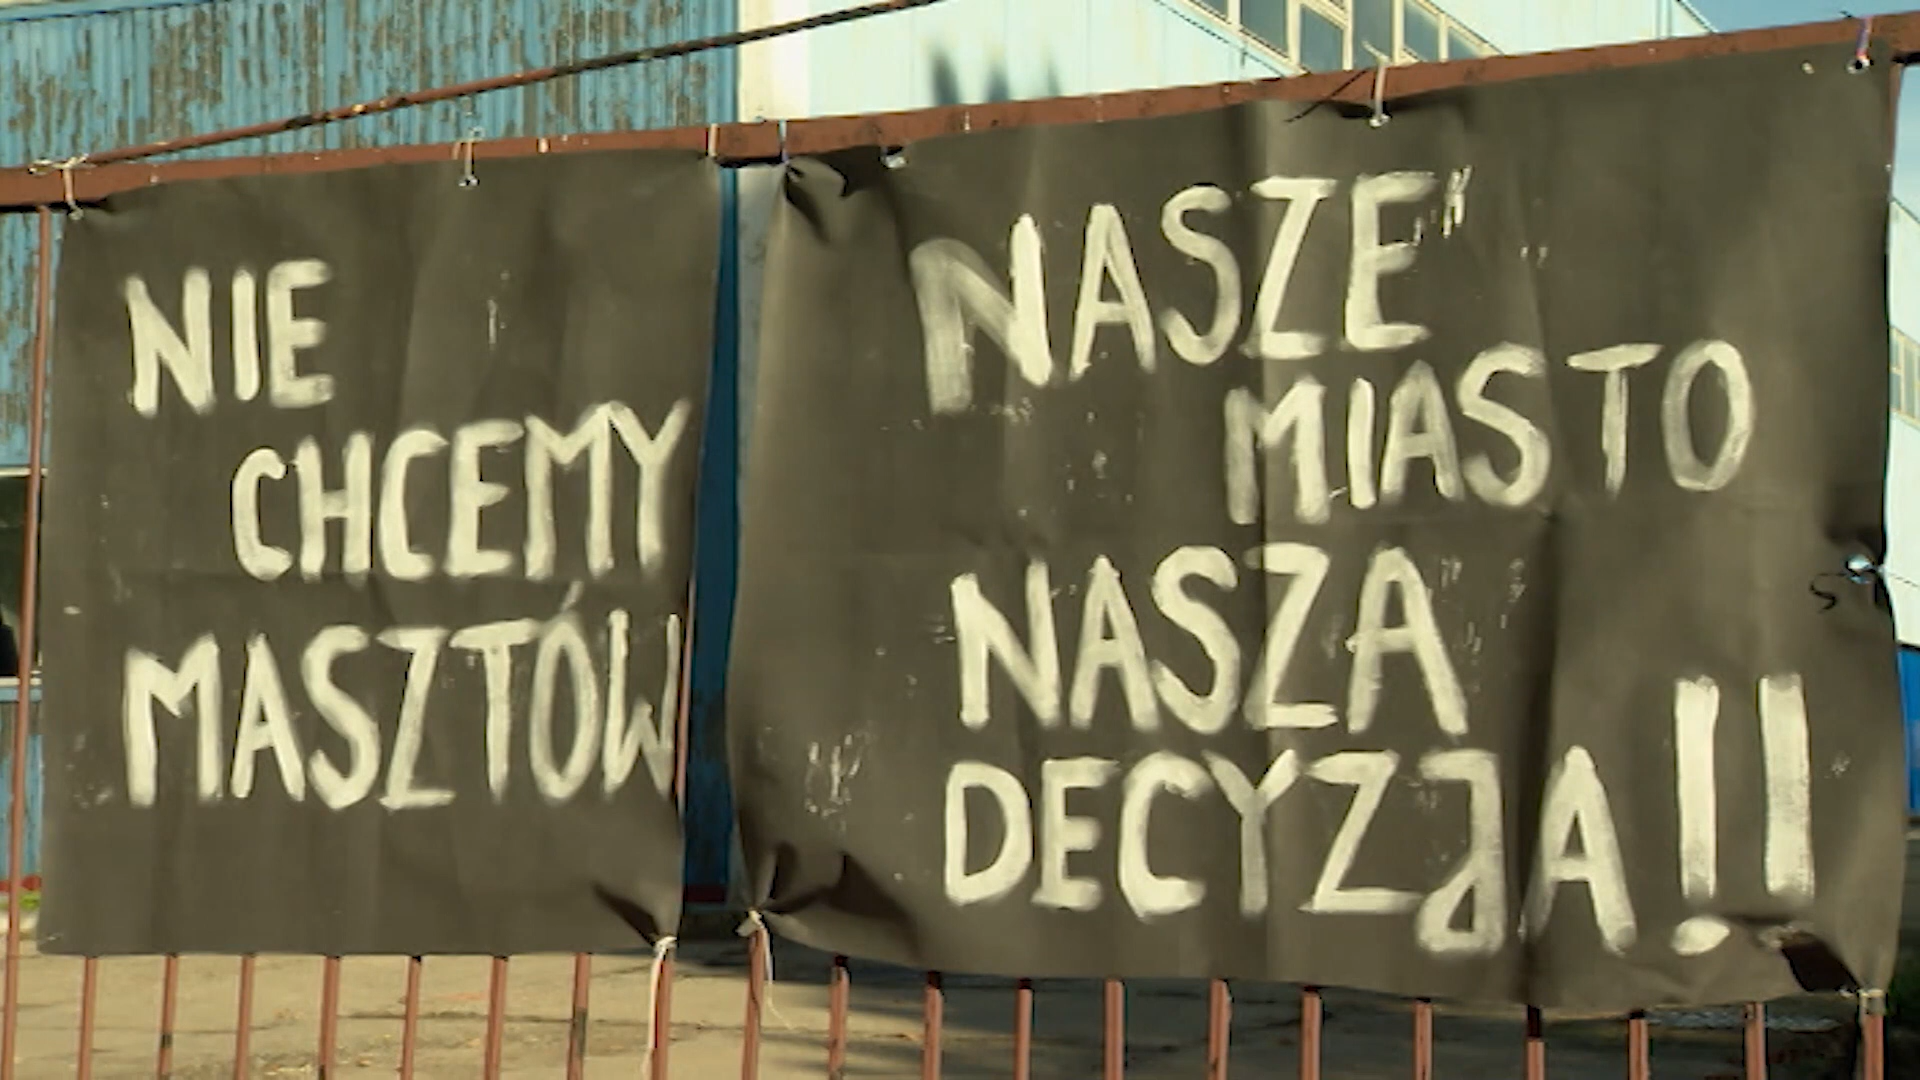 NIE
CHCEMY
MASZTÓW
NASZE
MIASTO
NASZA
DECYZJA!!